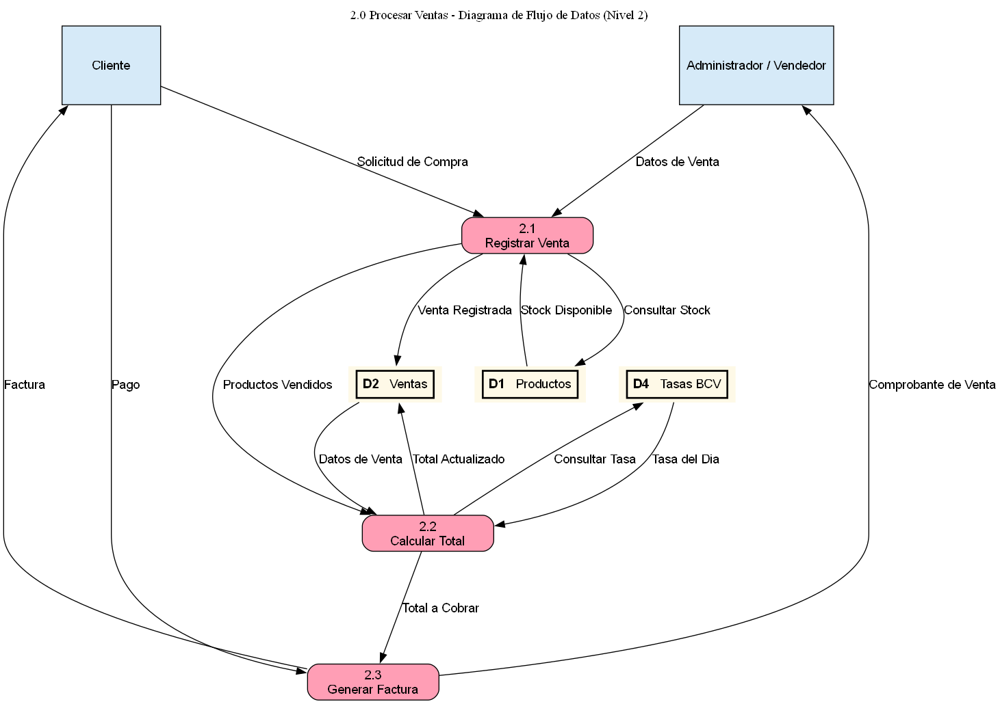 2.0 Procesar Ventas - Diagrama de Flujo de Datos (Nivel 2)
Cliente
Administrador / Vendedor
Solicitud de Compra
Datos de Venta
2.1
Registrar Venta
Venta Registrada
Stock Disponible
Consultar Stock
Factura
Pago
Productos Vendidos
D2 Ventas
D1 Productos
D4 Tasas BCV
Comprobante de Venta
Datos de Venta
Total Actualizado
Consultar Tasa
Tasa del Dia
2.2
Calcular Total
Total a Cobrar
2.3
Generar Factura